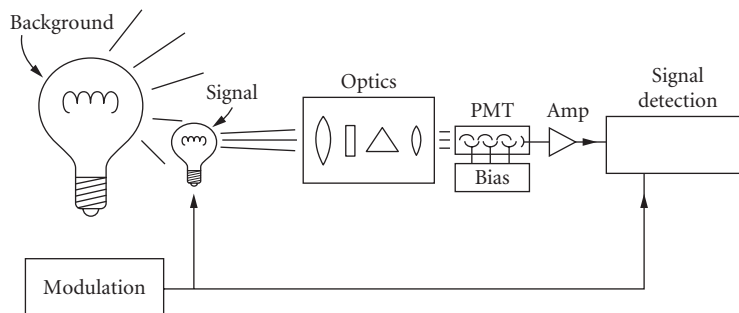 Background
Signal
Optics
PMT
Amp
Signal
detection
Bias
Modulation